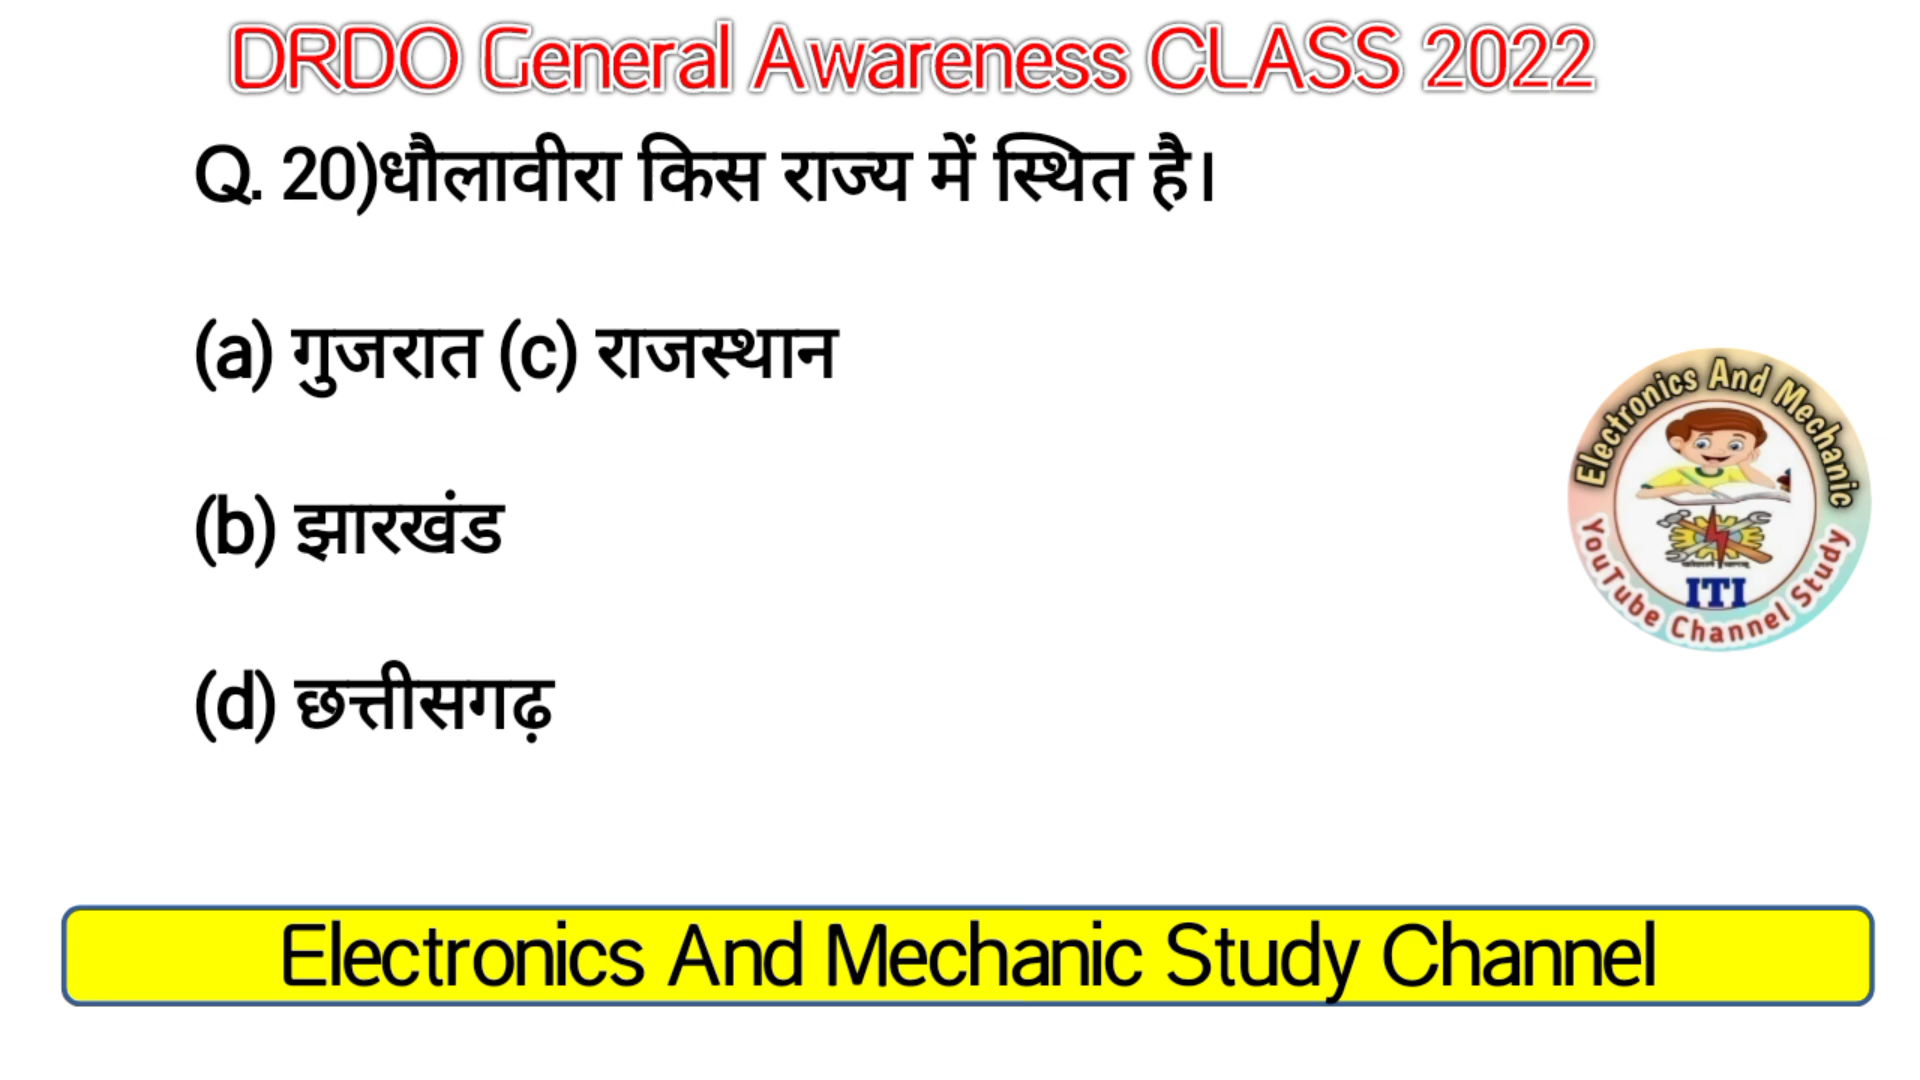 DRDO General Awareness CLASS 2022
Q. 20)धौलावीरा किस राज्य में स्थित है।
(a) गुजरात (c) राजस्थान
(b) झारखंड
(d) छत्तीसगढ़
Electronics And Mechanic
ITI
YouTube Channel Study
Electronics And Mechanic Study Channel